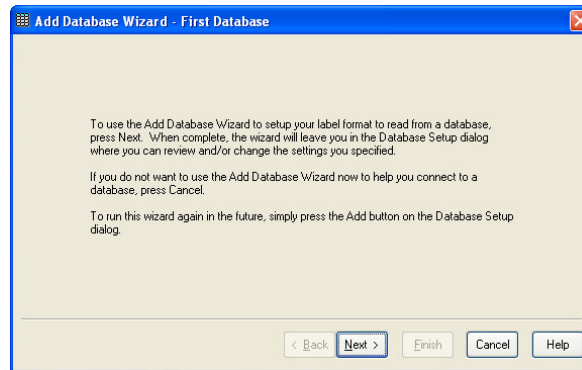 Add Database Wizard - First Database
To use the Add Database Wizard to setup your label format to read from a database,
press Next. When complete, the wizard will leave you in the Database Setup dialog
where you can review and/or change the settings you specified.
If you do not want to use the Add Database Wizard now to help you connect to a
database, press Cancel.
To run this wizard again in the future, simply press the Add button on the Database Setup
dialog.
< Back Next > Finish Cancel Help